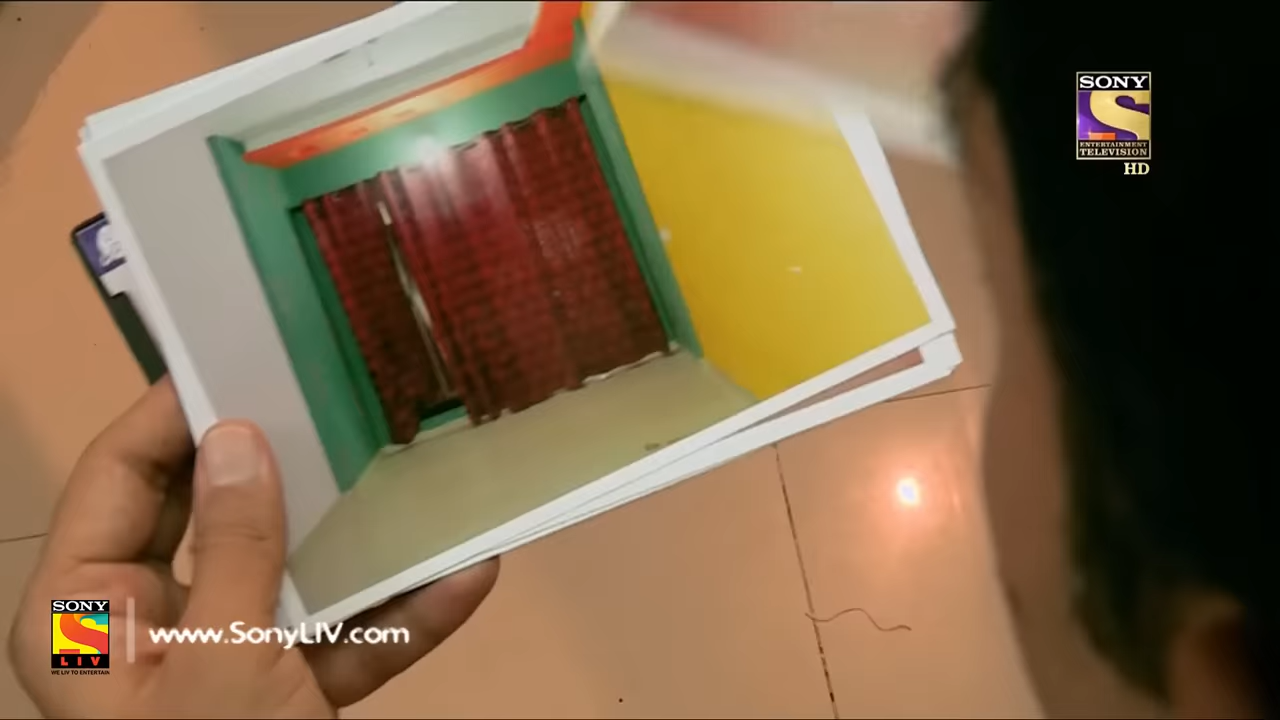 SONY
ENTERTAINMENT
TELEVISION
HD
SONY
LIV
WE LIV TO ENTERTAIN
www.SonyLIV.com